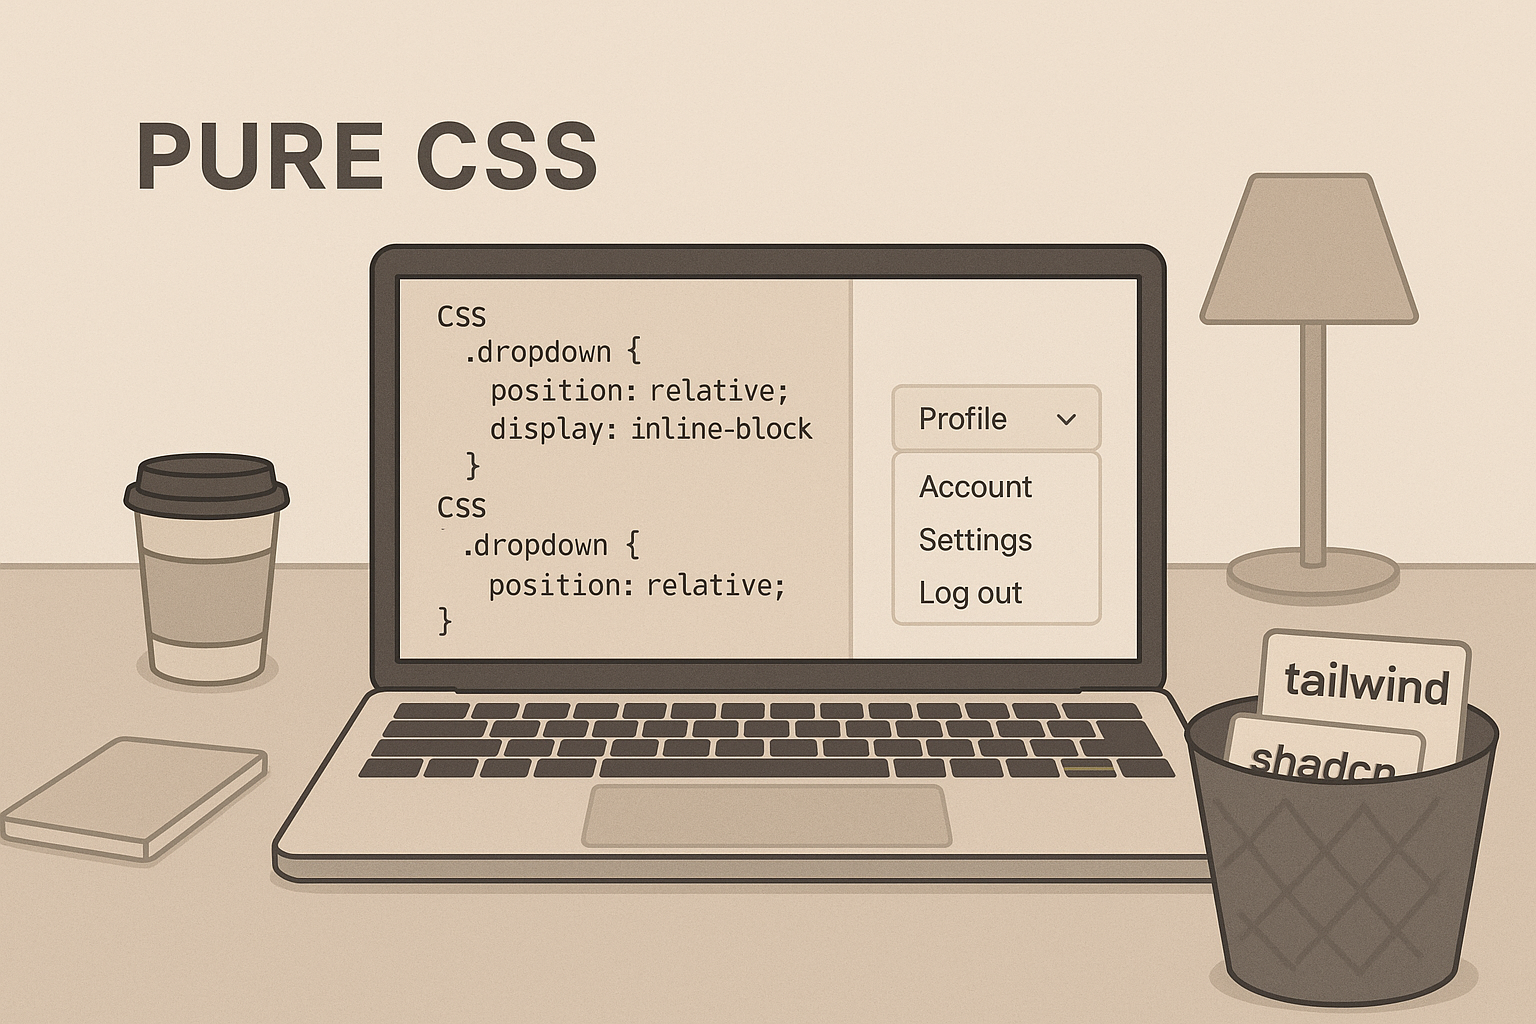 PURE CSS
CSS
.dropdown {
position: relative;
display: inline-block
}
CSS
.dropdown {
position: relative;
}
Profile
Account
Settings
Log out
tailwind
shadcn